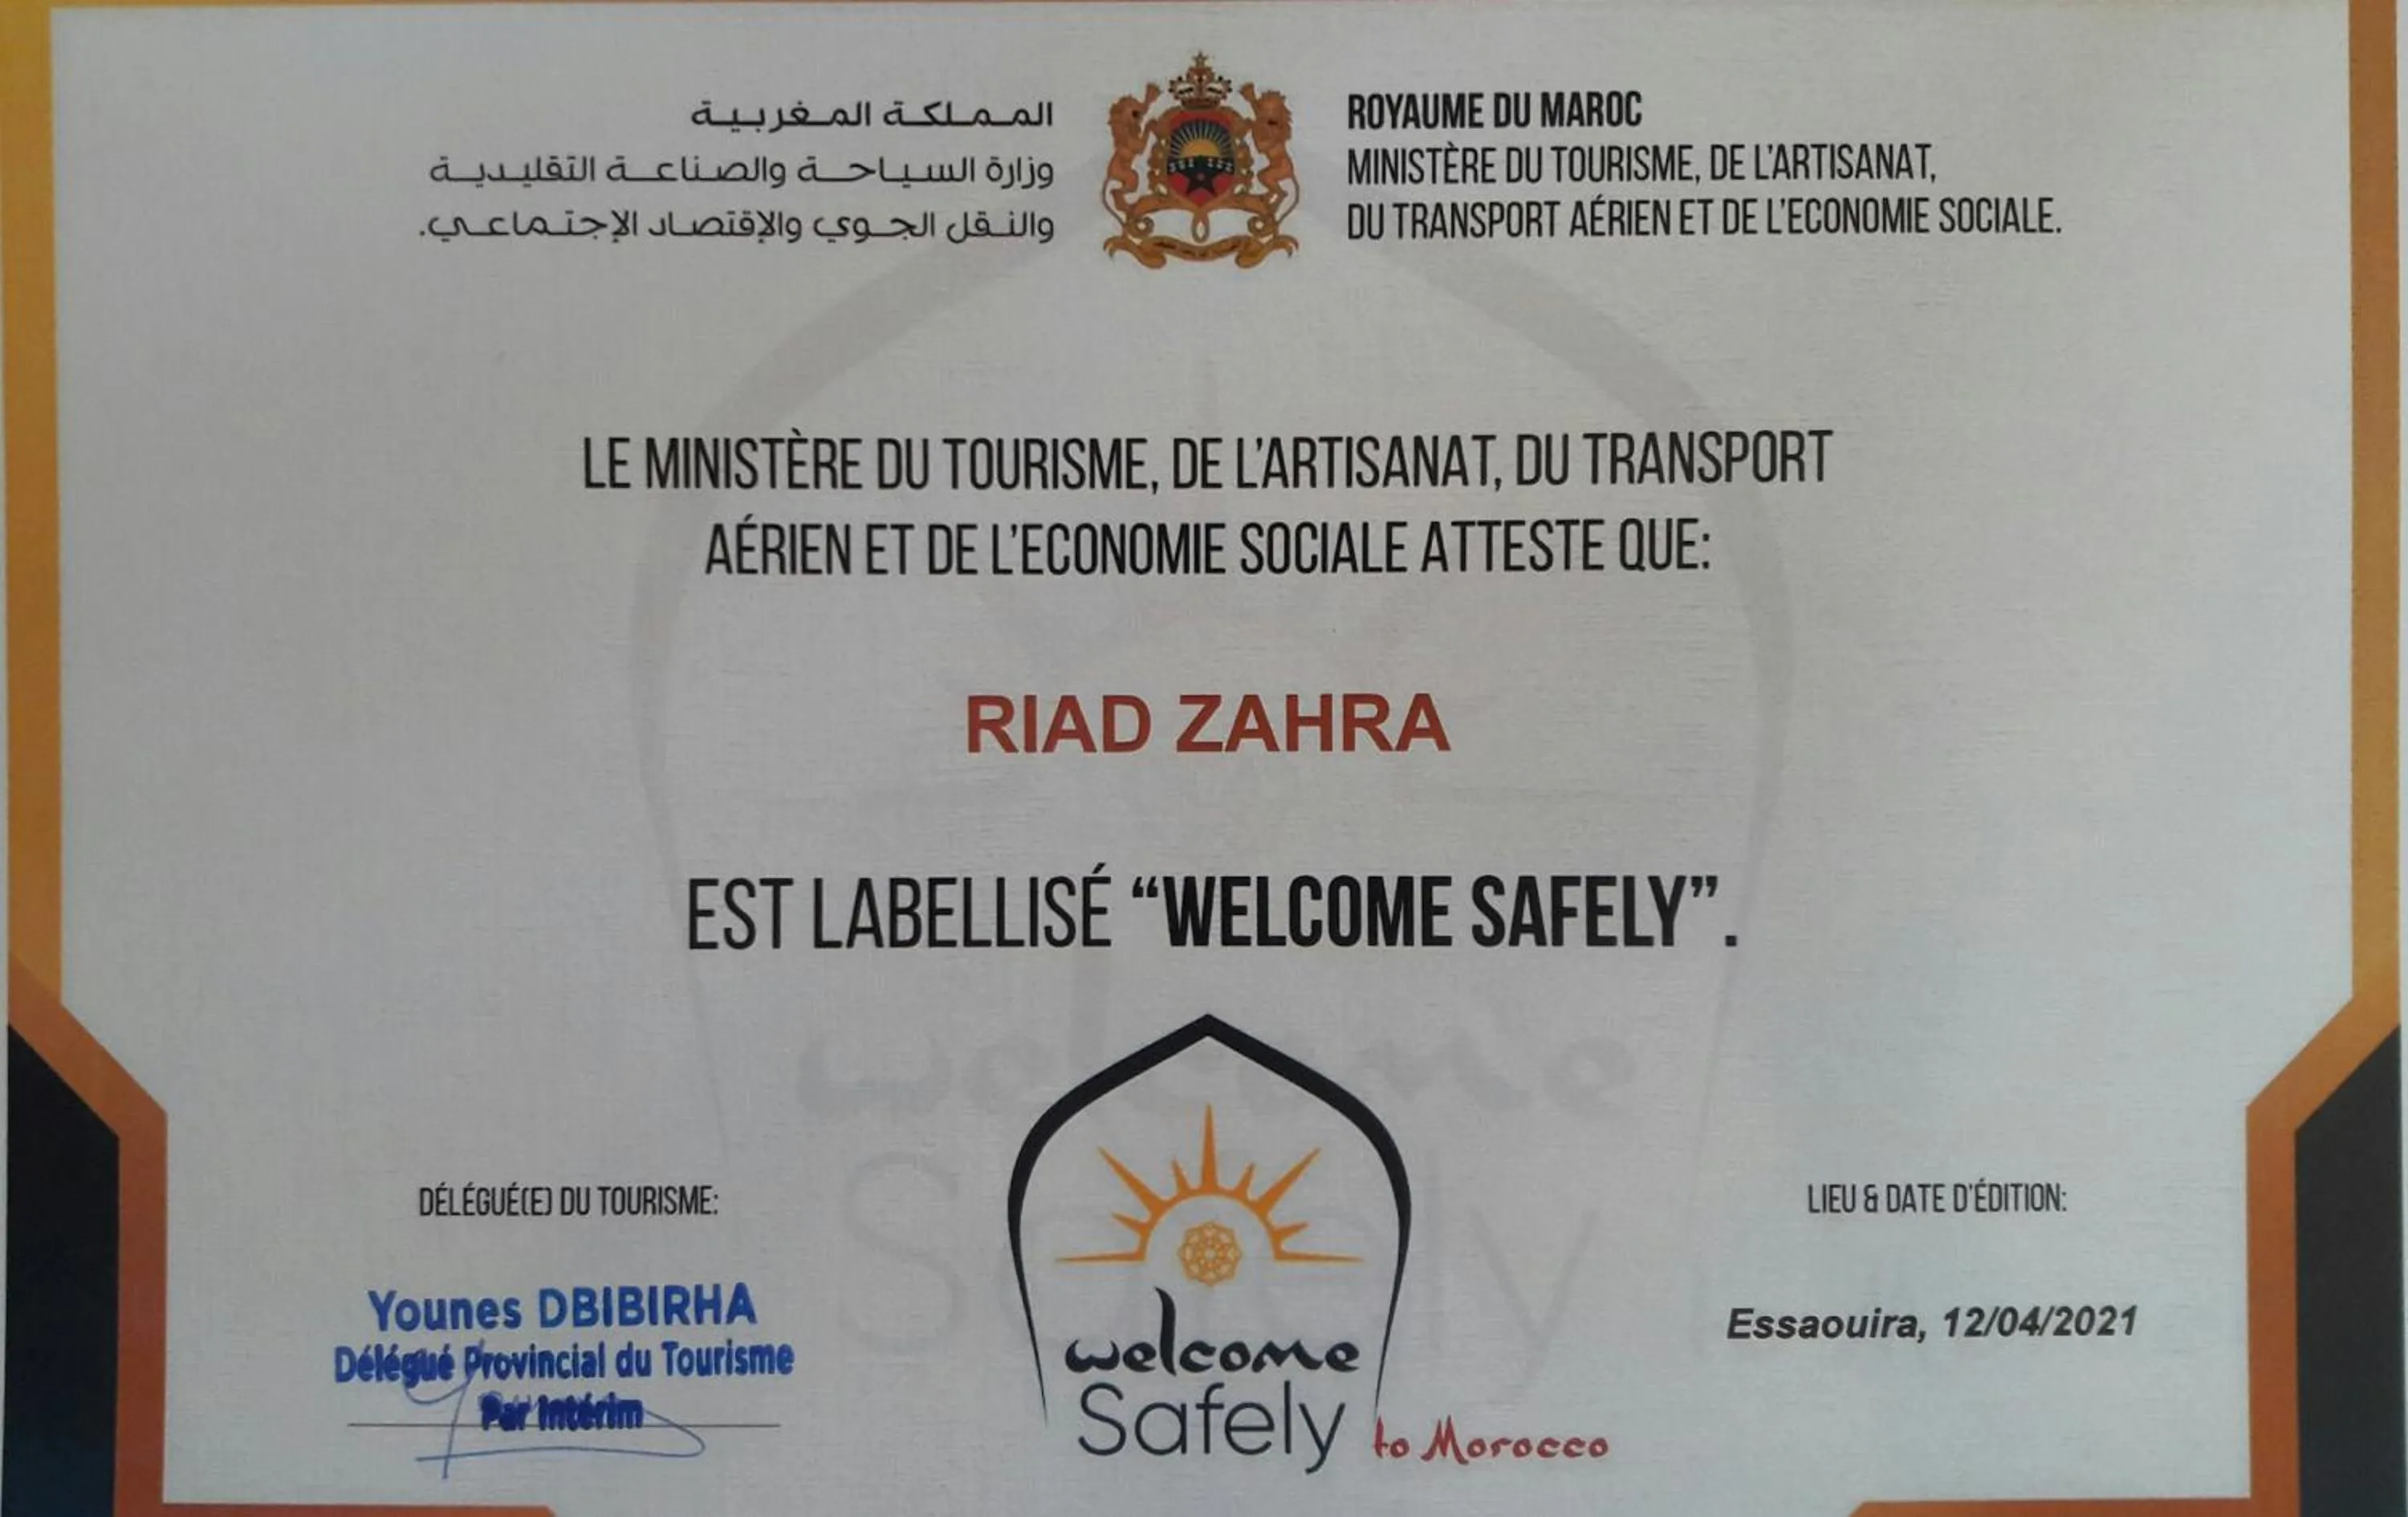 المملكة المغربية
وزارة السياحة والصناعة التقليدية
والنقل الجوي والإقتصاد الإجتماعي.
ROYAUME DU MAROC
MINISTÈRE DU TOURISME, DE L'ARTISANAT,
DU TRANSPORT AÉRIEN ET DE L'ECONOMIE SOCIALE.
LE MINISTÈRE DU TOURISME, DE L'ARTISANAT, DU TRANSPORT
AÉRIEN ET DE L'ECONOMIE SOCIALE ATTESTE QUE:
RIAD ZAHRA
EST LABELLISÉ “WELCOME SAFELY” .
DÉLÉGUÉ(E) DU TOURISME:
Younes DBIBIRHA
Délégué Provincial du Tourisme
Par Intérim
welcome
Safely
to Morocco
LIEU & DATE D'ÉDITION:
Essaouira, 12/04/2021